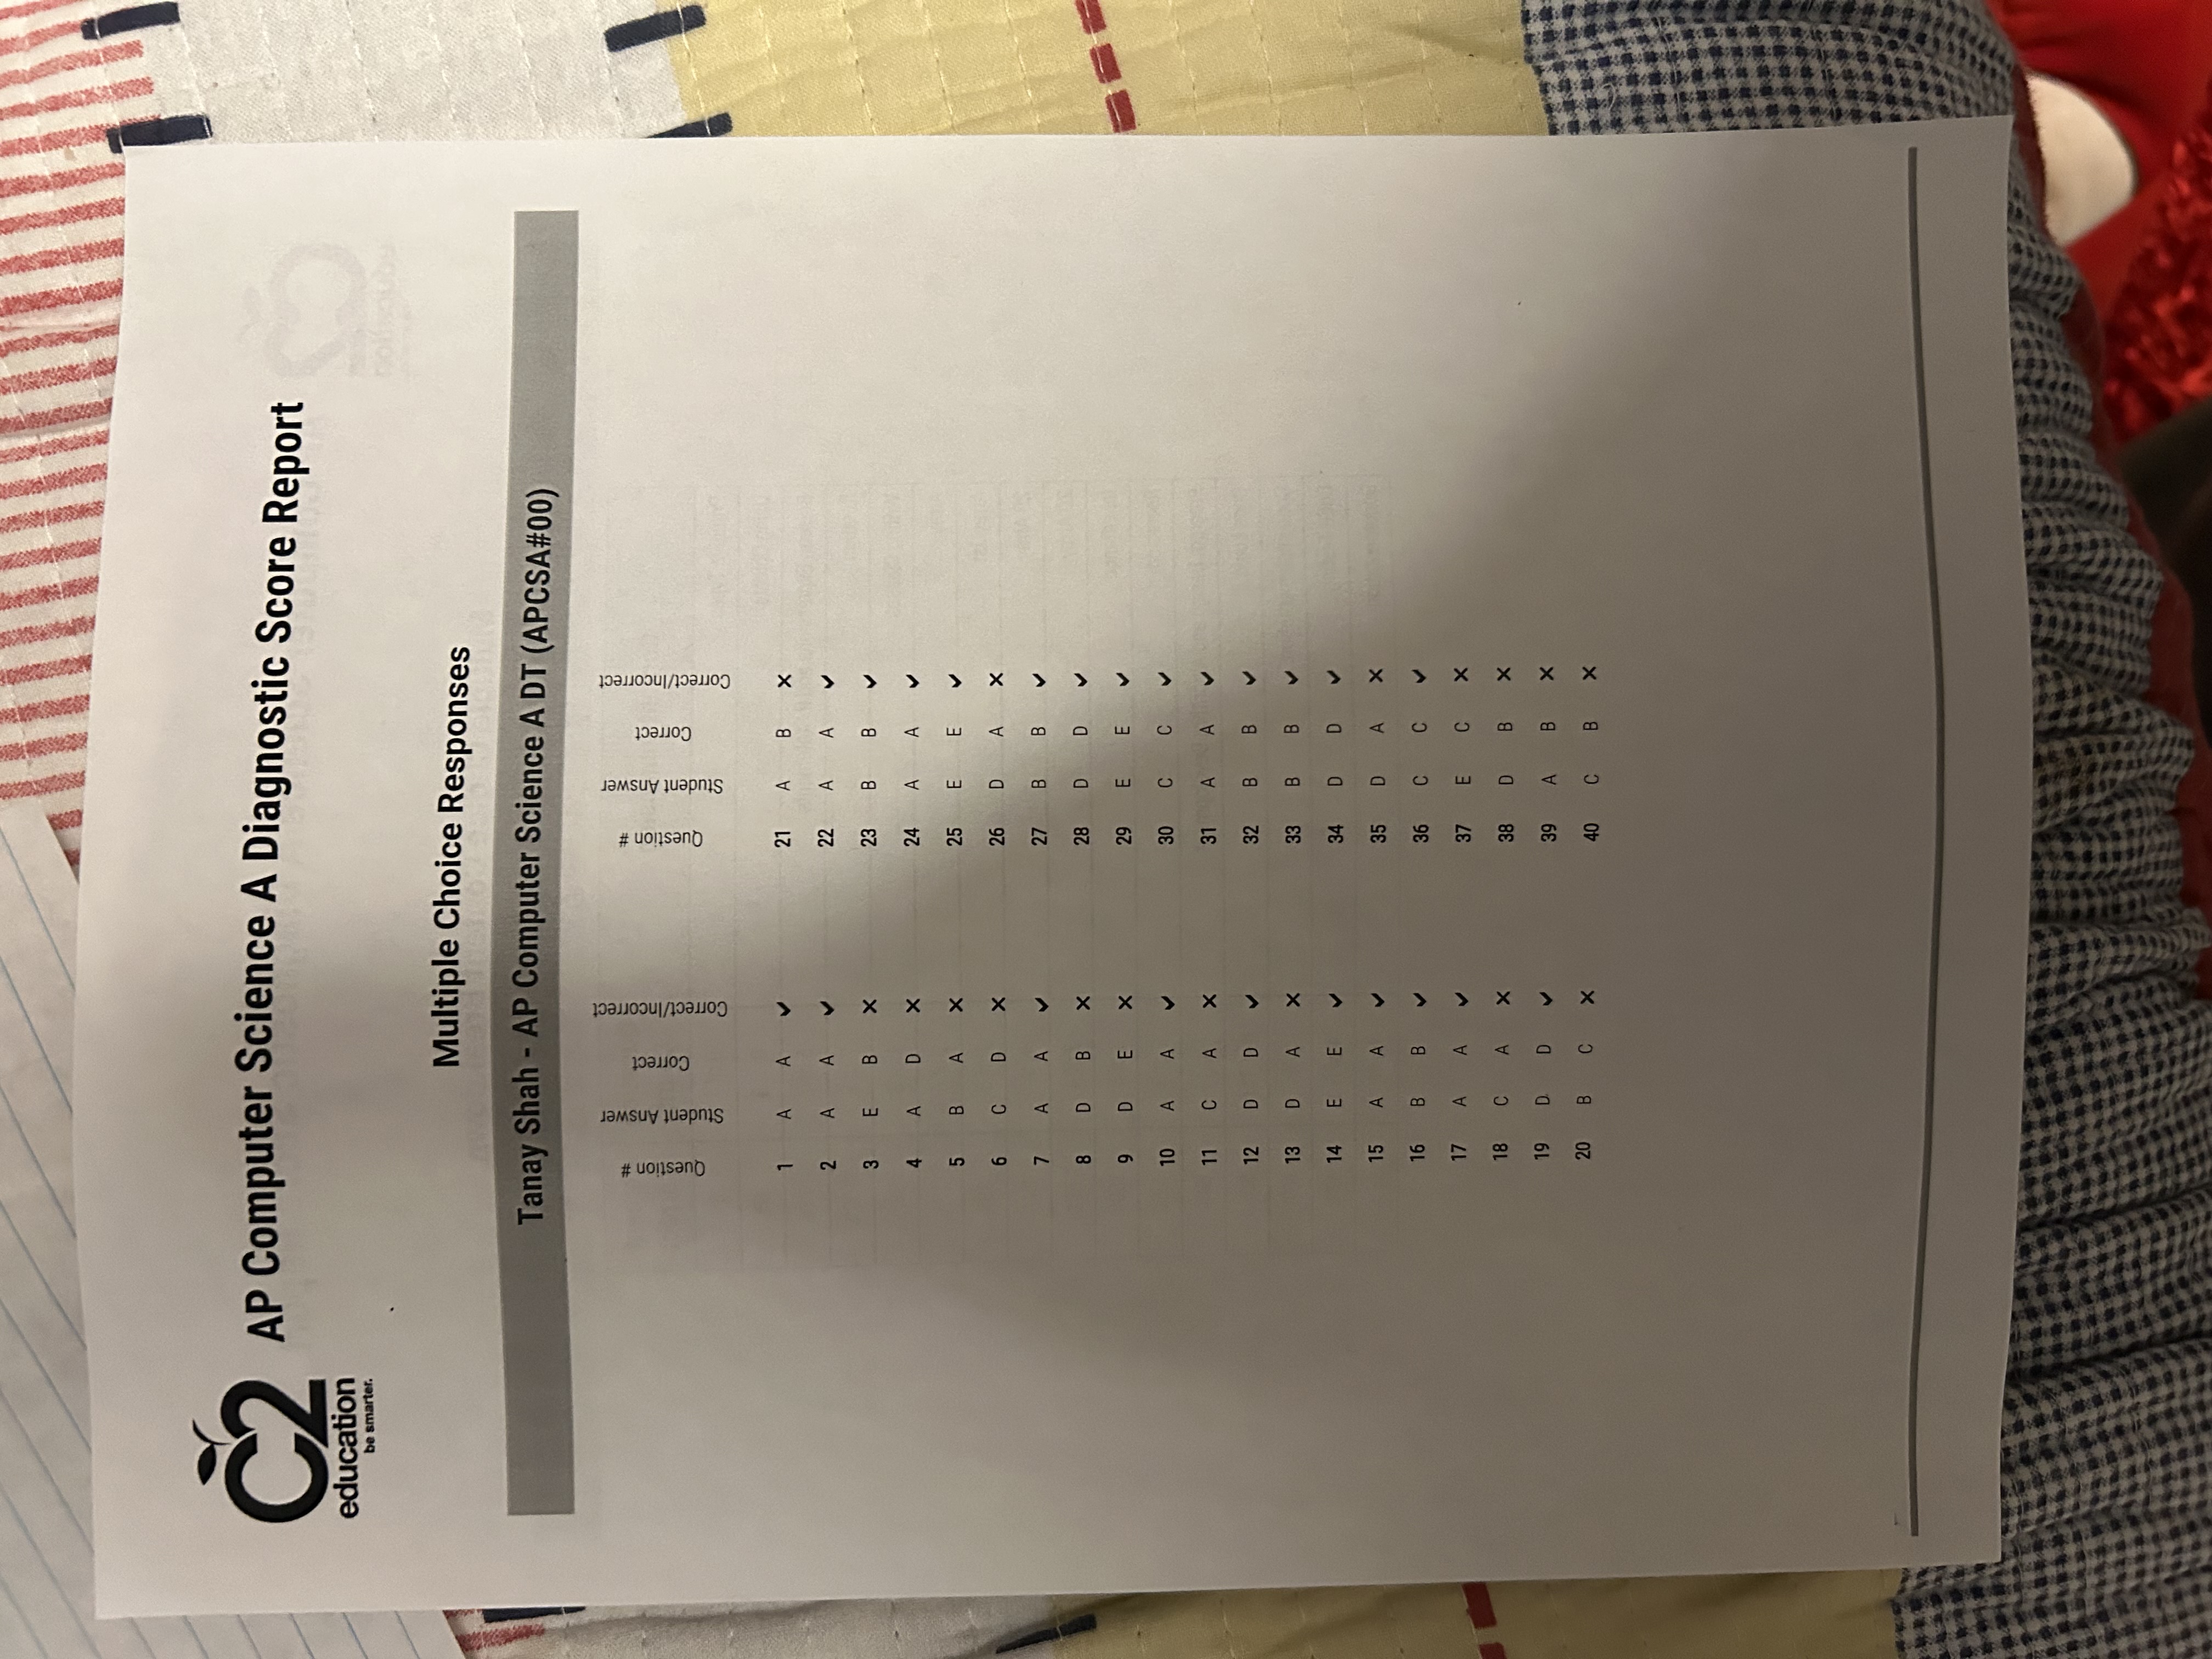 C2
education
be smarter.
AP Computer Science A Diagnostic Score Report
Multiple Choice Responses
Tanay Shah - AP Computer Science A DT (APCSA#00)
Question # Student Answer Correct Correct/Incorrect Question # Student Answer Correct Correct/Incorrect
1 A A ✔ 21 A B ✕
2 A A ✔ 22 A A ✔
3 E B ✕ 23 B B ✔
4 A D ✕ 24 A A ✔
5 B A ✕ 25 E E ✔
6 C D ✕ 26 D A ✕
7 A A ✔ 27 B B ✔
8 D B ✕ 28 D D ✔
9 D E ✕ 29 E E ✔
10 A A ✔ 30 C C ✔
11 C A ✕ 31 A A ✔
12 D D ✔ 32 B B ✔
13 D A ✕ 33 B B ✔
14 E E ✔ 34 D D ✔
15 A A ✔ 35 D A ✕
16 B B ✔ 36 C C ✔
17 A A ✔ 37 E C ✕
18 C A ✕ 38 D B ✕
19 D D ✔ 39 A B ✕
20 B C ✕ 40 C B ✕